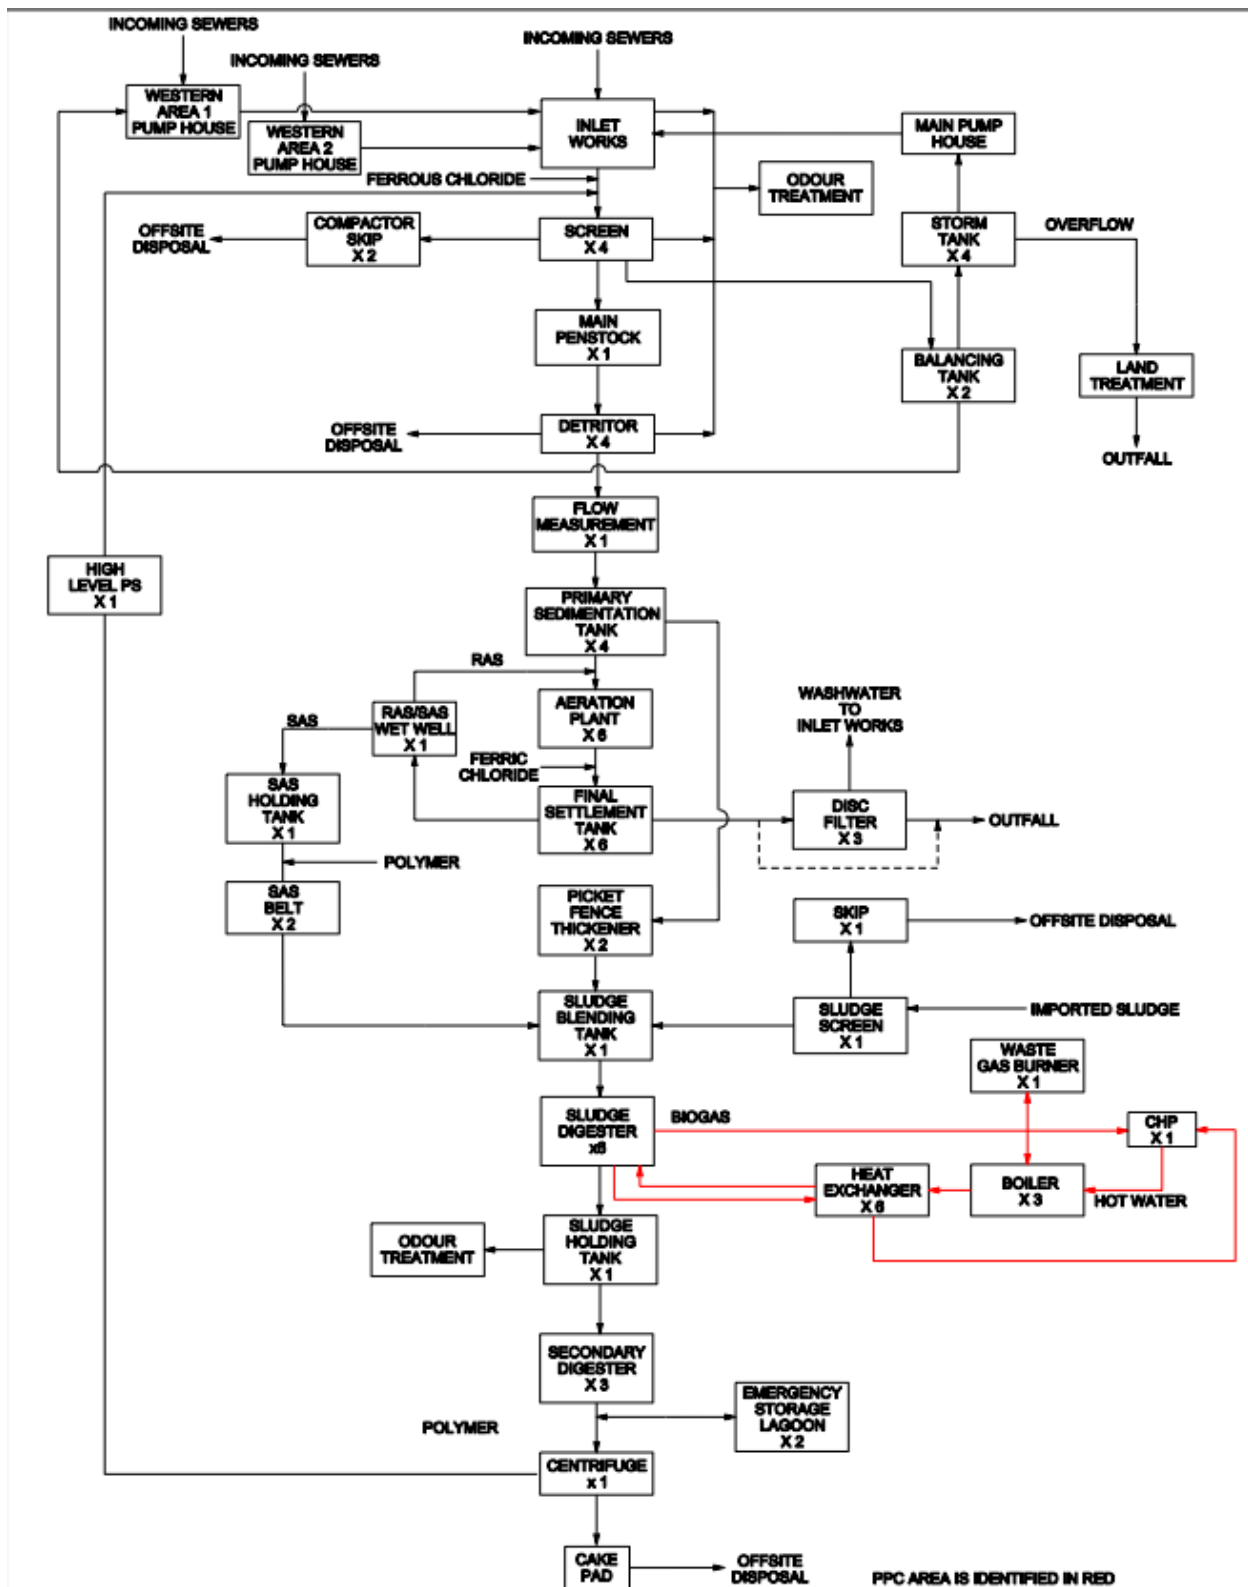 INCOMING SEWERS
INCOMING SEWERS
INCOMING SEWERS
WESTERN
AREA 1
PUMP HOUSE
WESTERN
AREA 2
PUMP HOUSE
INLET
WORKS
MAIN PUMP
HOUSE
FERROUS CHLORIDE
ODOUR
TREATMENT
OFFSITE
DISPOSAL
COMPACTOR
SKIP
X 2
SCREEN
X 4
STORM
TANK
X 4
OVERFLOW
MAIN
PENSTOCK
X 1
BALANCING
TANK
X 2
LAND
TREATMENT
OFFSITE
DISPOSAL
DETRITOR
X 4
OUTFALL
FLOW
MEASUREMENT
X 1
HIGH
LEVEL PS
X 1
PRIMARY
SEDIMENTATION
TANK
X 4
RAS
RAS/SAS
WET WELL
X 1
SAS
AERATION
PLANT
X 6
WASHWATER
TO
INLET WORKS
FERRIC
CHLORIDE
SAS
HOLDING
TANK
X 1
FINAL
SETTLEMENT
TANK
X 6
DISC
FILTER
X 3
OUTFALL
POLYMER
SAS
BELT
X 2
PICKET
FENCE
THICKENER
X 2
SKIP
X 1
OFFSITE DISPOSAL
SLUDGE
BLENDING
TANK
X 1
SLUDGE
SCREEN
X 1
IMPORTED SLUDGE
WASTE
GAS BURNER
X 1
SLUDGE
DIGESTER
x6
BIOGAS
CHP
X 1
HEAT
EXCHANGER
X 6
BOILER
X 3
HOT WATER
ODOUR
TREATMENT
SLUDGE
HOLDING
TANK
X 1
SECONDARY
DIGESTER
X 3
EMERGENCY
STORAGE
LAGOON
X 2
POLYMER
CENTRIFUGE
x 1
CAKE
PAD
OFFSITE
DISPOSAL
PPC AREA IS IDENTIFIED IN RED